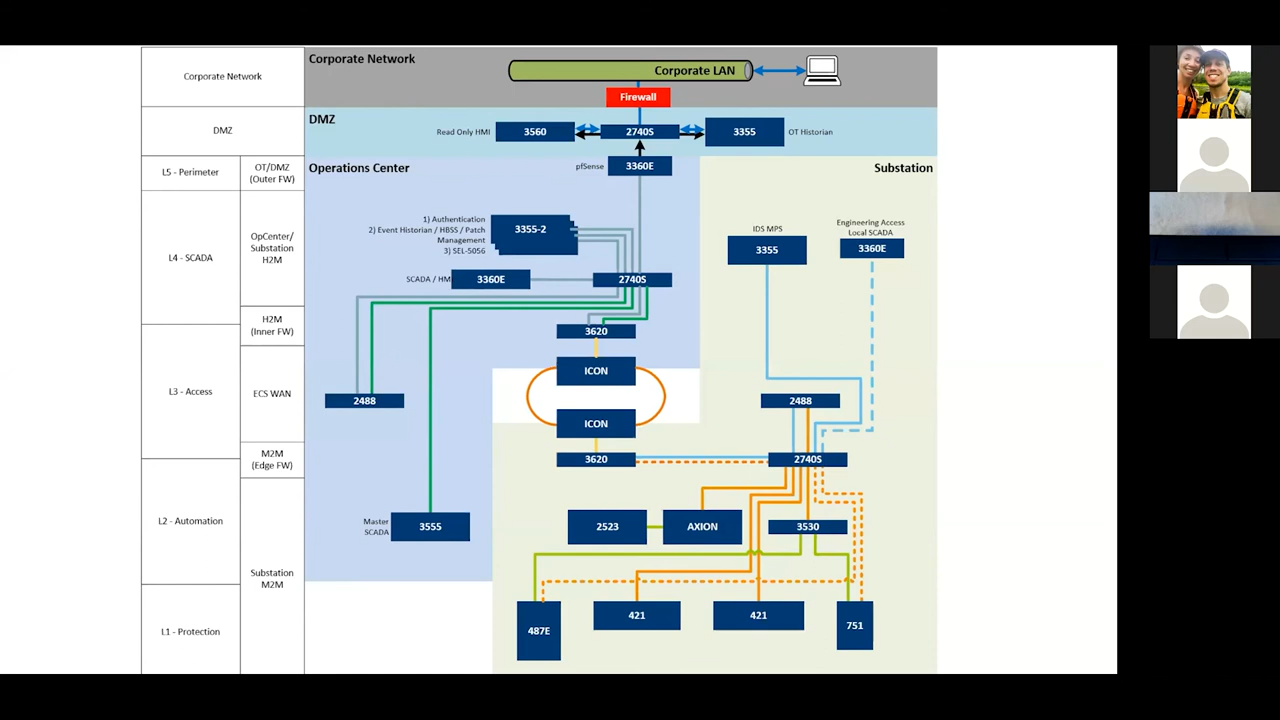 Corporate Network
Corporate Network
Corporate LAN
Firewall
DMZ
DMZ
Read Only HMI
3560
2740S
3355
OT Historian
L5 - Perimeter
OT/DMZ
(Outer FW)
Operations Center
pfSense
3360E
Substation
L4 - SCADA
OpCenter/
Substation
H2M
1) Authentication
2) Event Historian / HBSS / Patch
Management
3) SEL-5056
3355-2
SCADA / HM
3360E
2740S
IDS MPS
3355
Engineering Access
Local SCADA
3360E
H2M
(Inner FW)
3620
L3 - Access
ECS WAN
2488
ICON
ICON
2488
M2M
(Edge FW)
3620
2740S
L2 - Automation
Master
SCADA
3555
2523
AXION
3530
Substation
M2M
L1 - Protection
487E
421
421
751